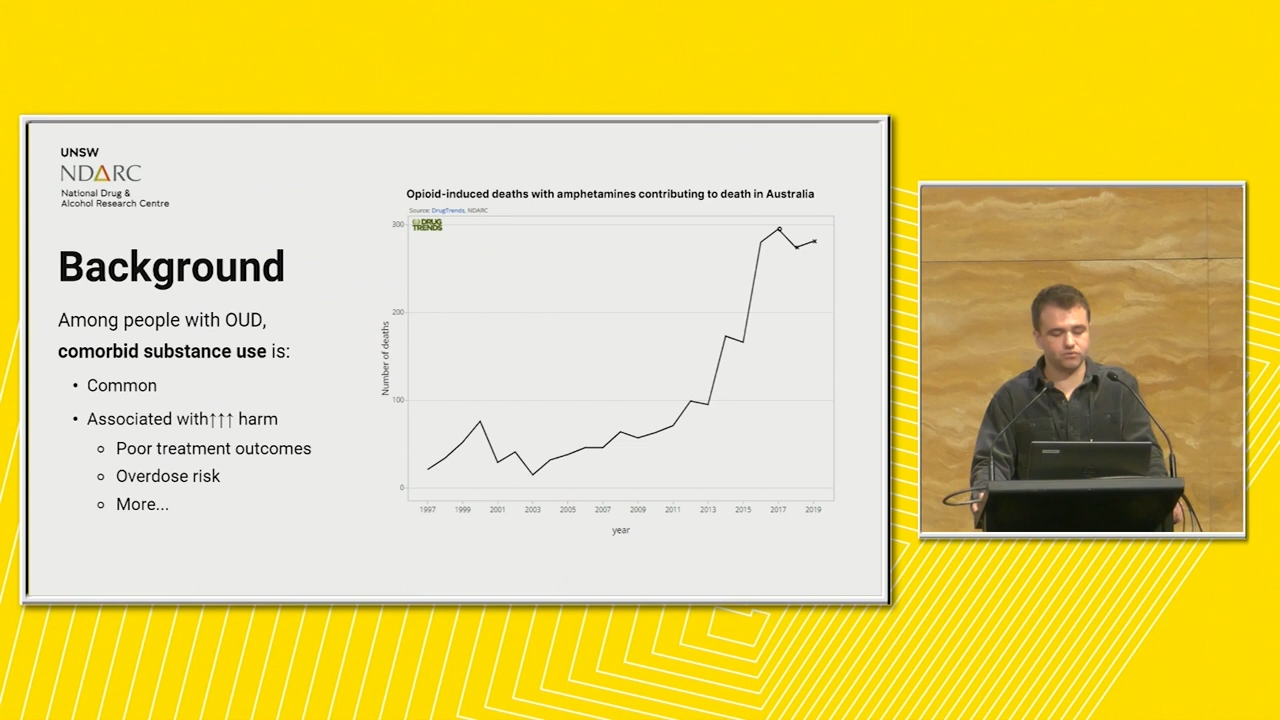 UNSW
NDARC
National Drug &
Alcohol Research Centre
Background
Among people with OUD,
comorbid substance use is:
• Common
• Associated with↑↑↑ harm
○ Poor treatment outcomes
○ Overdose risk
○ More...
Opioid-induced deaths with amphetamines contributing to death in Australia
Source: DrugTrends, NDARC
DRUG
TRENDS
Number of deaths
300
200
100
0
1997 1999 2001 2003 2005 2007 2009 2011 2013 2015 2017 2019
year